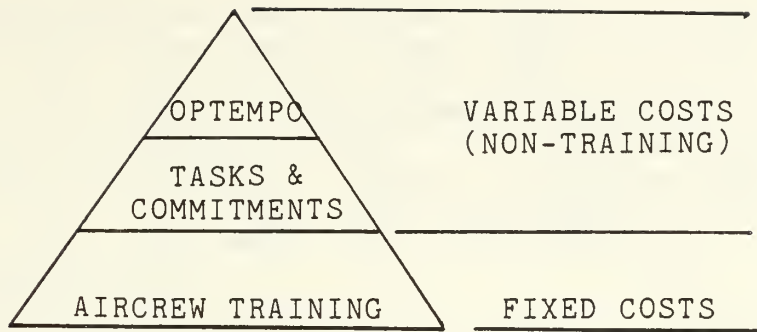 OPTEMPO
VARIABLE COSTS
(NON-TRAINING)
TASKS &
COMMITMENTS
AIRCREW TRAINING
FIXED COSTS